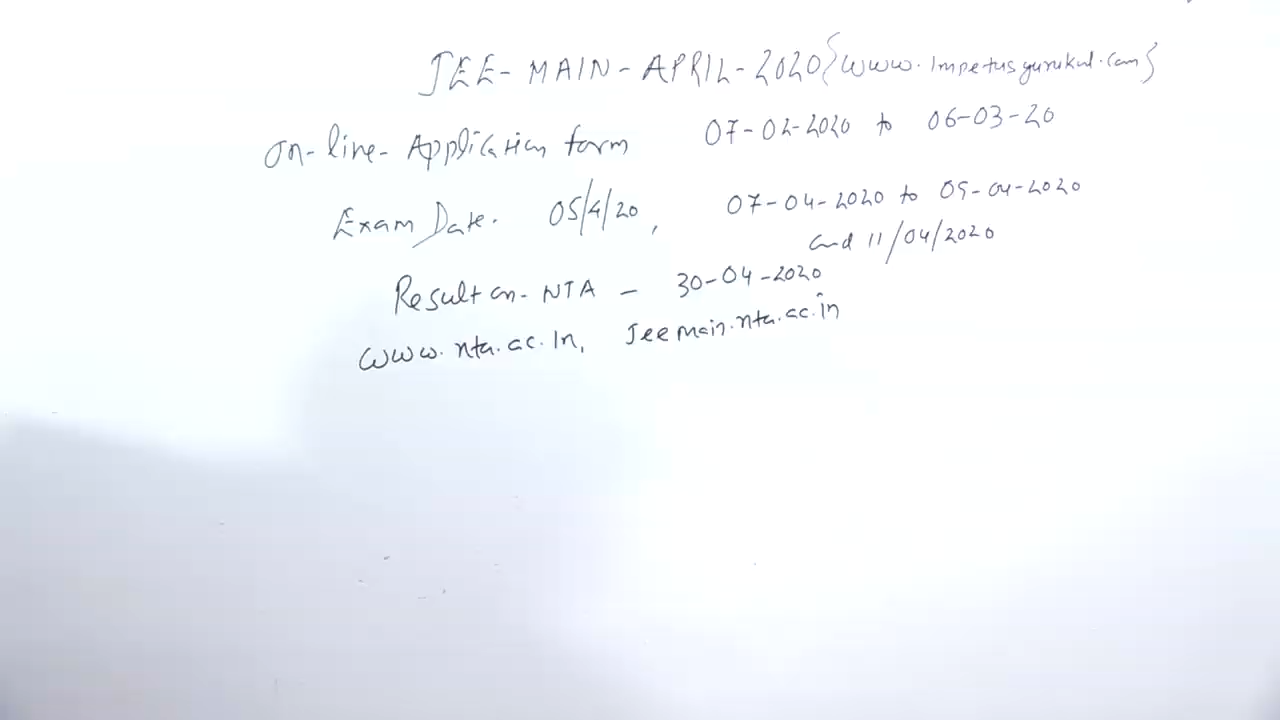 JEE-MAIN-APRIL-2020{www.Impetusgurukul.com}
on-line-Application form 07-02-2020 to 06-03-20
Exam Date. 05/4/20, 07-04-2020 to 09-04-2020
and 11/04/2020
Result on- NTA - 30-04-2020
www.nta.ac.In, Jeemain.nta.ac.in